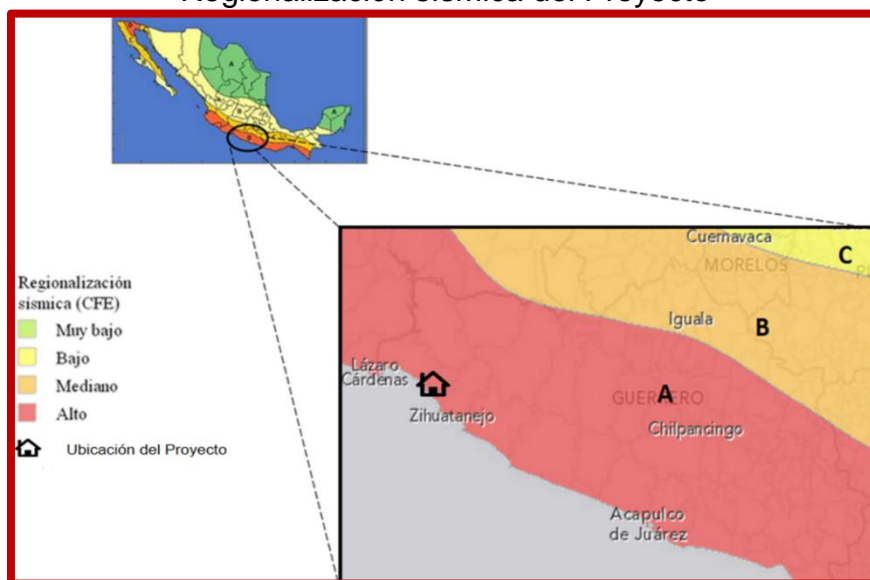 Regionalización sísmica del Proyecto
A
A
B
D
Regionalización
sísmica (CFE)
Muy bajo
Bajo
Mediano
Alto
Ubicación del Proyecto
Cuernavaca
C
MORELOS
Iguala
B
Lázaro
Cárdenas
GUERRERO
A
Zihuatanejo
Chilpancingo
Acapulco
de Juárez